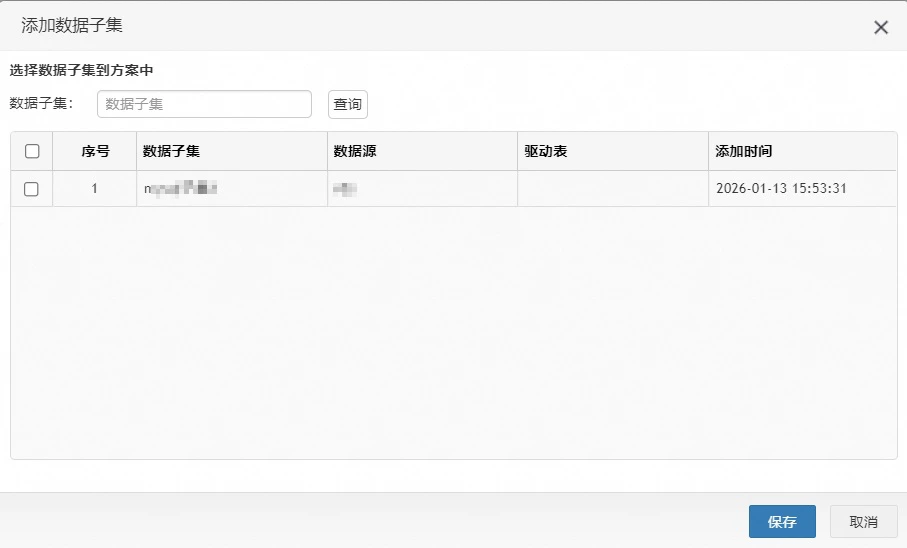 添加数据子集
选择数据子集到方案中
数据子集： 数据子集 查询
序号 数据子集 数据源 驱动表 添加时间
1 2026-01-13 15:53:31
保存 取消